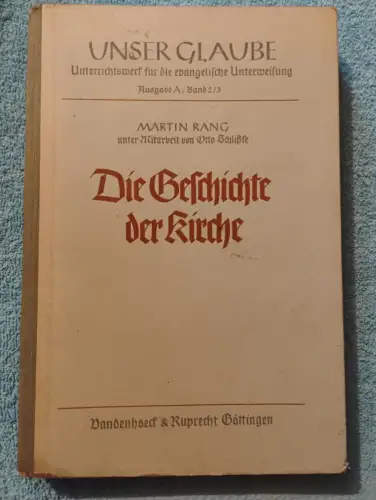 UNSER GLAUBE
Unterrichtswerk für die evangelische Unterweisung
Ausgabe A: Band 2/3
MARTIN RANG
unter Mitarbeit von Otto Schlißke
Die Geschichte
der Kirche
Vandenhoeck & Ruprecht Göttingen